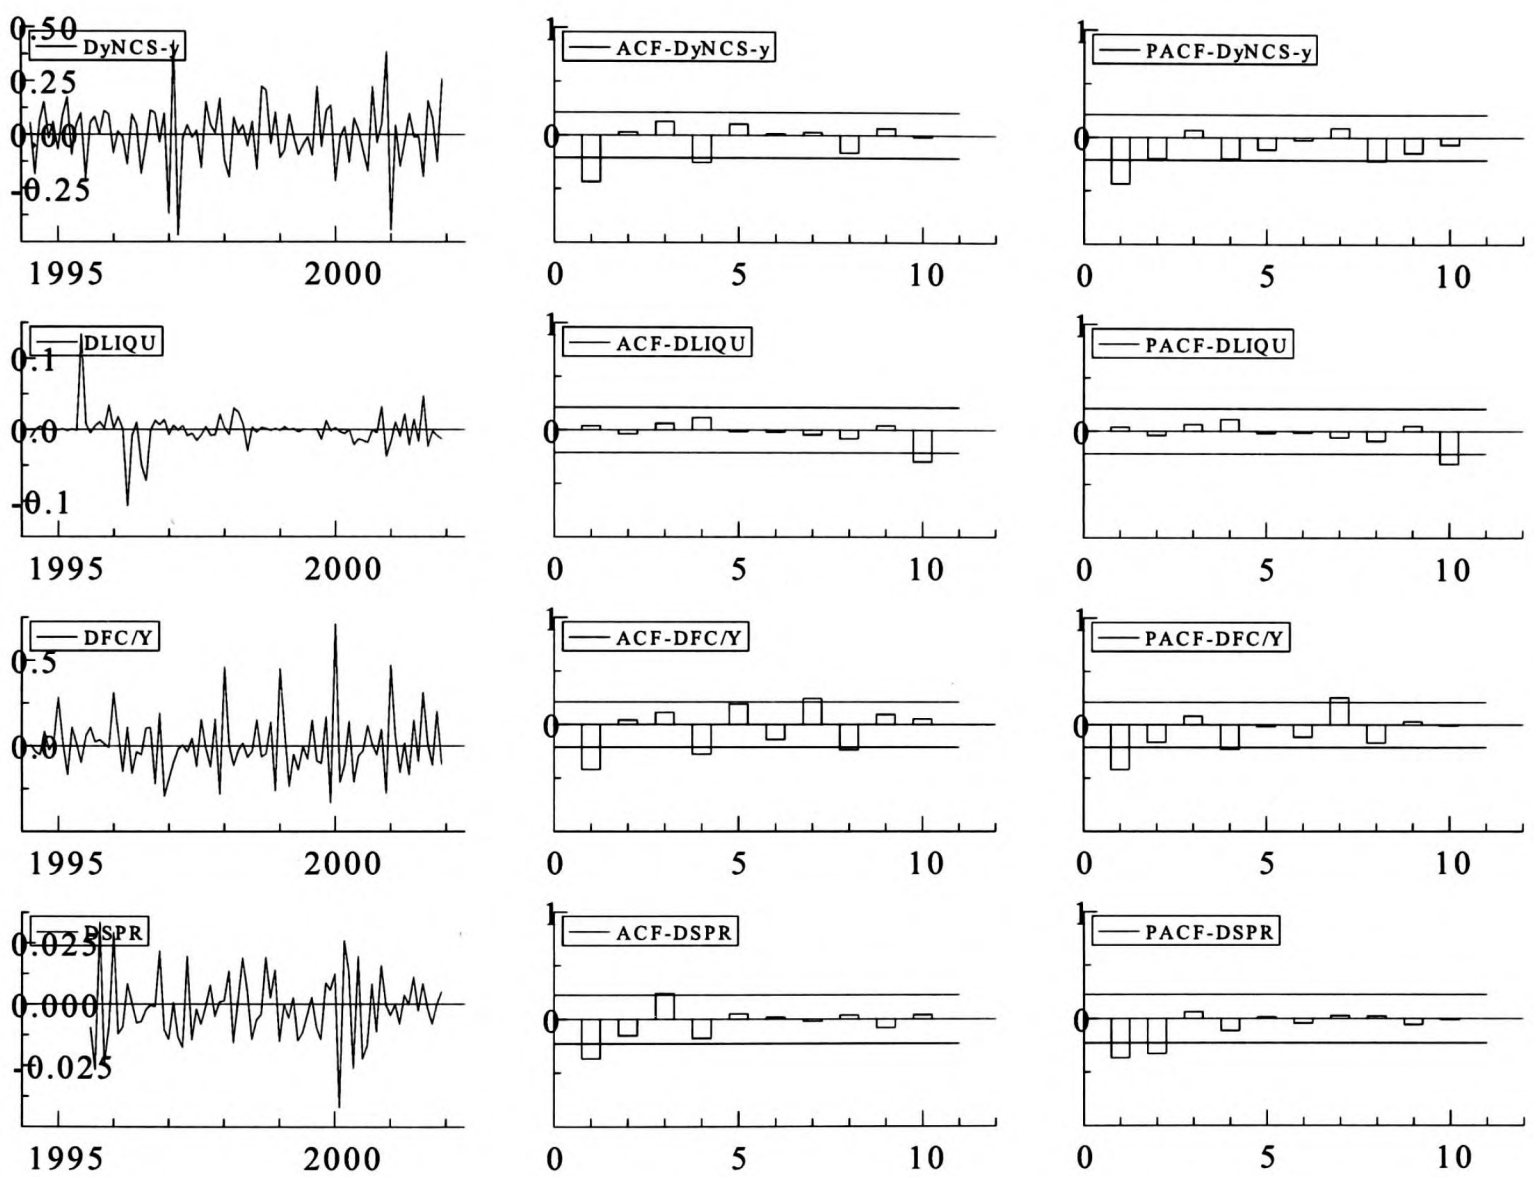 0.50 DyNCS-y
0.25
0.00
-0.25
1995 2000
1 ACF-DyNCS-y
0
0 5 10
1 PACF-DyNCS-y
0
0 5 10
DLIQU
0.1
0.0
-0.1
1995 2000
1 ACF-DLIQU
0
0 5 10
1 PACF-DLIQU
0
0 5 10
DFC/Y
0.5
0.0
1995 2000
1 ACF-DFC/Y
0
0 5 10
1 PACF-DFC/Y
0
0 5 10
DSPR
0.025
0.000
-0.025
1995 2000
1 ACF-DSPR
0
0 5 10
1 PACF-DSPR
0
0 5 10